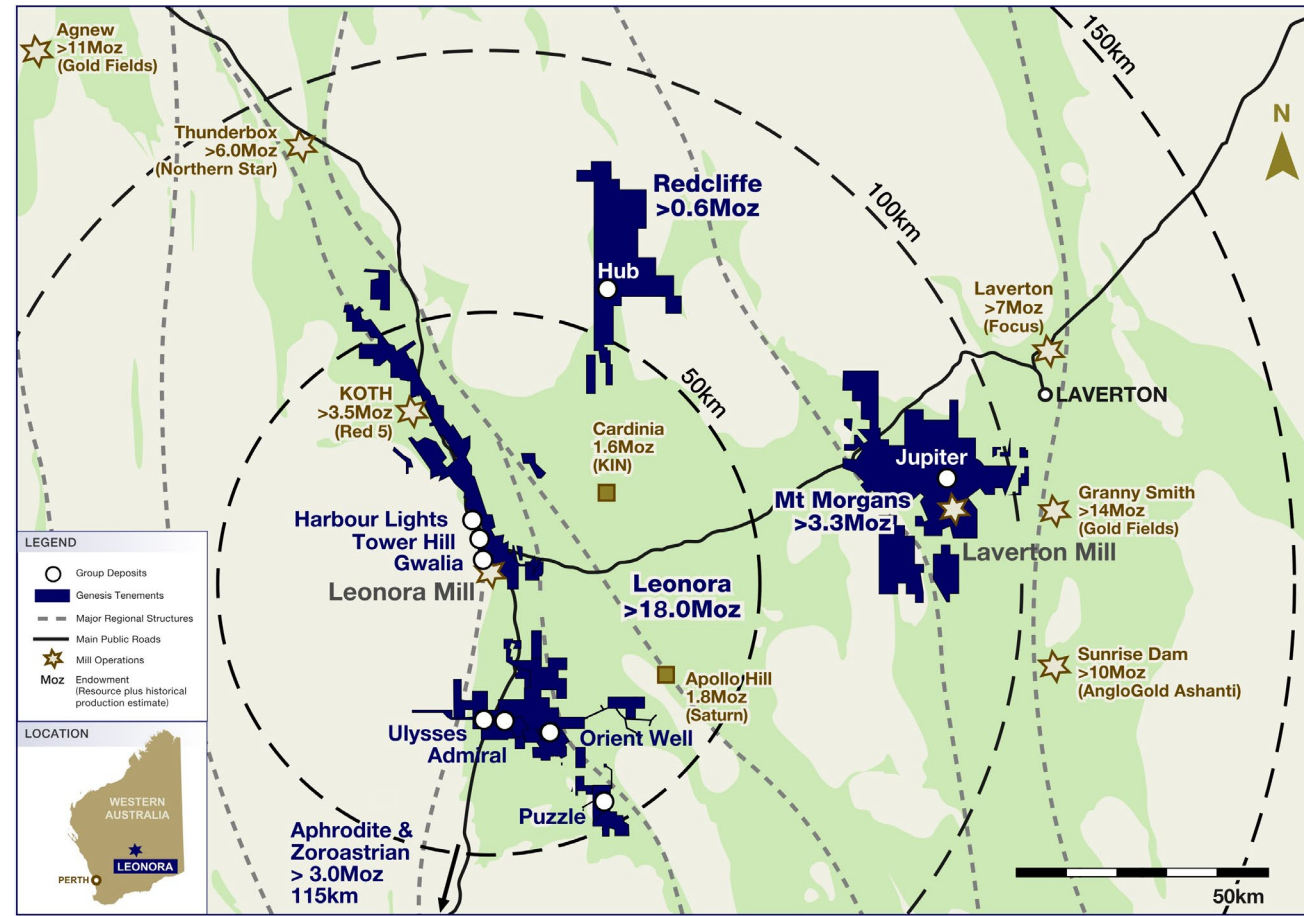 Agnew
>11Moz
(Gold Fields)
150km
N
Thunderbox
>6.0Moz
(Northern Star)
Redcliffe
>0.6Moz
100km
Hub
Laverton
>7Moz
(Focus)
LAVERTON
50km
KOTH
>3.5Moz
(Red 5)
Cardinia
1.6Moz
(KIN)
Jupiter
Mt Morgans
>3.3Moz
Granny Smith
>14Moz
(Gold Fields)
Laverton Mill
Harbour Lights
Tower Hill
Gwalia
Leonora Mill
Leonora
>18.0Moz
Sunrise Dam
>10Moz
(AngloGold Ashanti)
Apollo Hill
1.8Moz
(Saturn)
Ulysses
Admiral
Orient Well
Puzzle
Aphrodite &
Zoroastrian
> 3.0Moz
115km
LEGEND
Group Deposits
Genesis Tenements
Major Regional Structures
Main Public Roads
Mill Operations
Moz Endowment
(Resource plus historical
production estimate)
LOCATION
WESTERN
AUSTRALIA
LEONORA
PERTH
50km